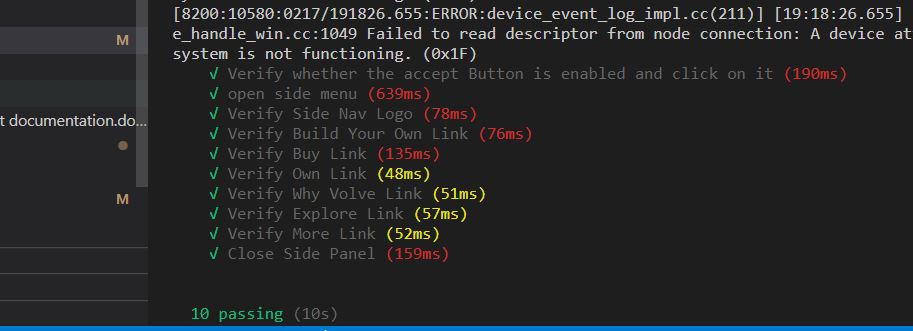 [8200:10580:0217/191826.655:ERROR:device_event_log_impl.cc(211)] [19:18:26.655]
M
e_handle_win.cc:1049 Failed to read descriptor from node connection: A device at
system is not functioning. (0x1F)
√ Verify whether the accept Button is enabled and click on it (190ms)
√ open side menu (639ms)
√ Verify Side Nav Logo (78ms)
t documentation.do...
√ Verify Build Your Own Link (76ms)
√ Verify Buy Link (135ms)
√ Verify Own Link (48ms)
√ Verify Why Volve Link (51ms)
M
√ Verify Explore Link (57ms)
√ Verify More Link (52ms)
√ Close Side Panel (159ms)
10 passing (10s)